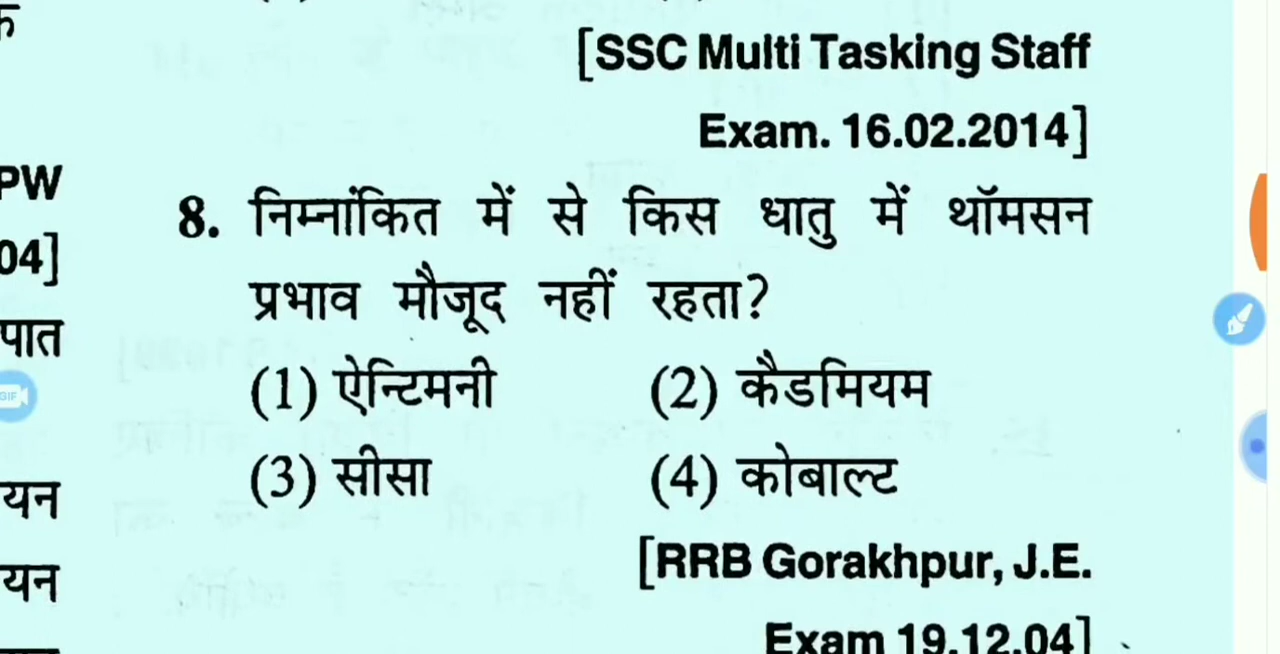 [SSC Multi Tasking Staff
Exam. 16.02.2014]
PW
04]
पात
यन
यन
8. निम्नांकित में से किस धातु में थॉमसन
प्रभाव मौजूद नहीं रहता?
(1) ऐन्टिमनी (2) कैडमियम
(3) सीसा (4) कोबाल्ट
[RRB Gorakhpur, J.E.
Exam 19.12.04]
GIF